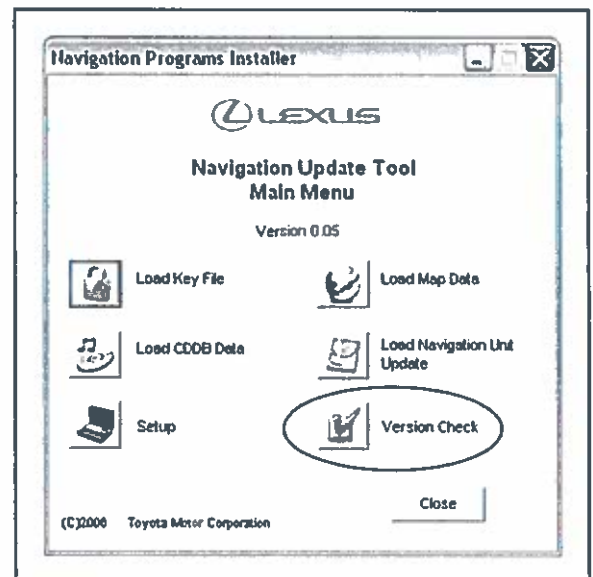 Navigation Programs Installer
LEXUS
Navigation Update Tool
Main Menu
Version 0.05
Load Key File
Load Map Data
Load CDDB Data
Load Navigation Unit
Update
Setup
Version Check
Close
(C)2006 Toyota Motor Corporation